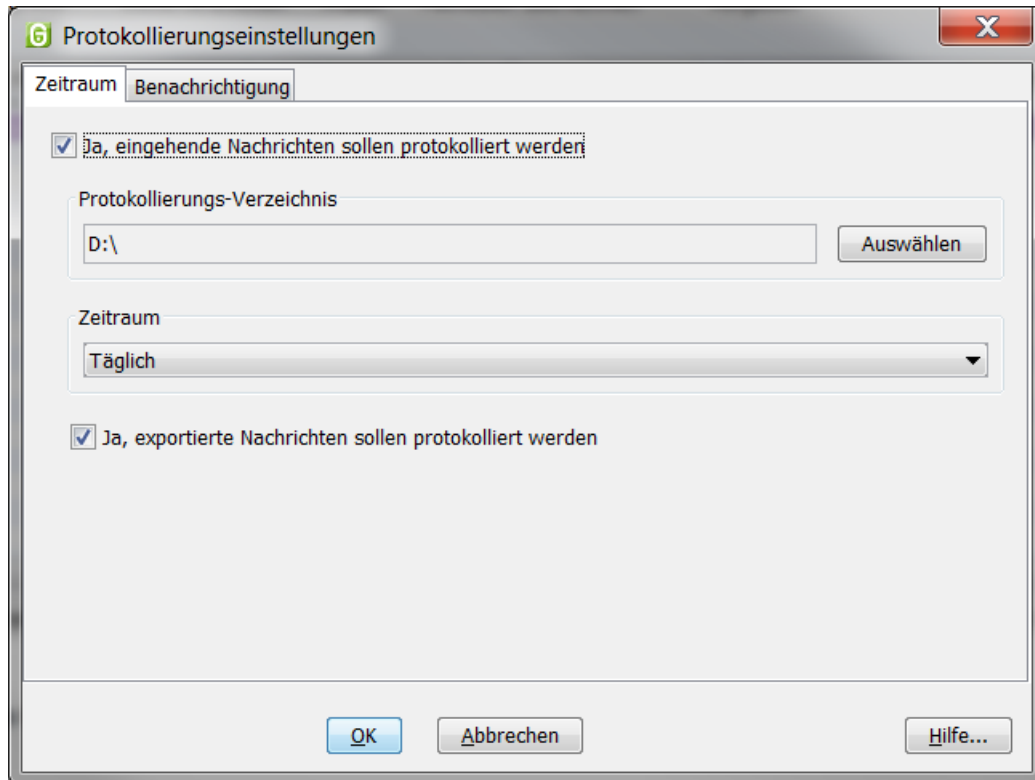 Protokollierungseinstellungen
Zeitraum Benachrichtigung
Ja, eingehende Nachrichten sollen protokolliert werden
Protokollierungs-Verzeichnis
D:\ Auswählen
Zeitraum
Täglich
Ja, exportierte Nachrichten sollen protokolliert werden
OK Abbrechen Hilfe...